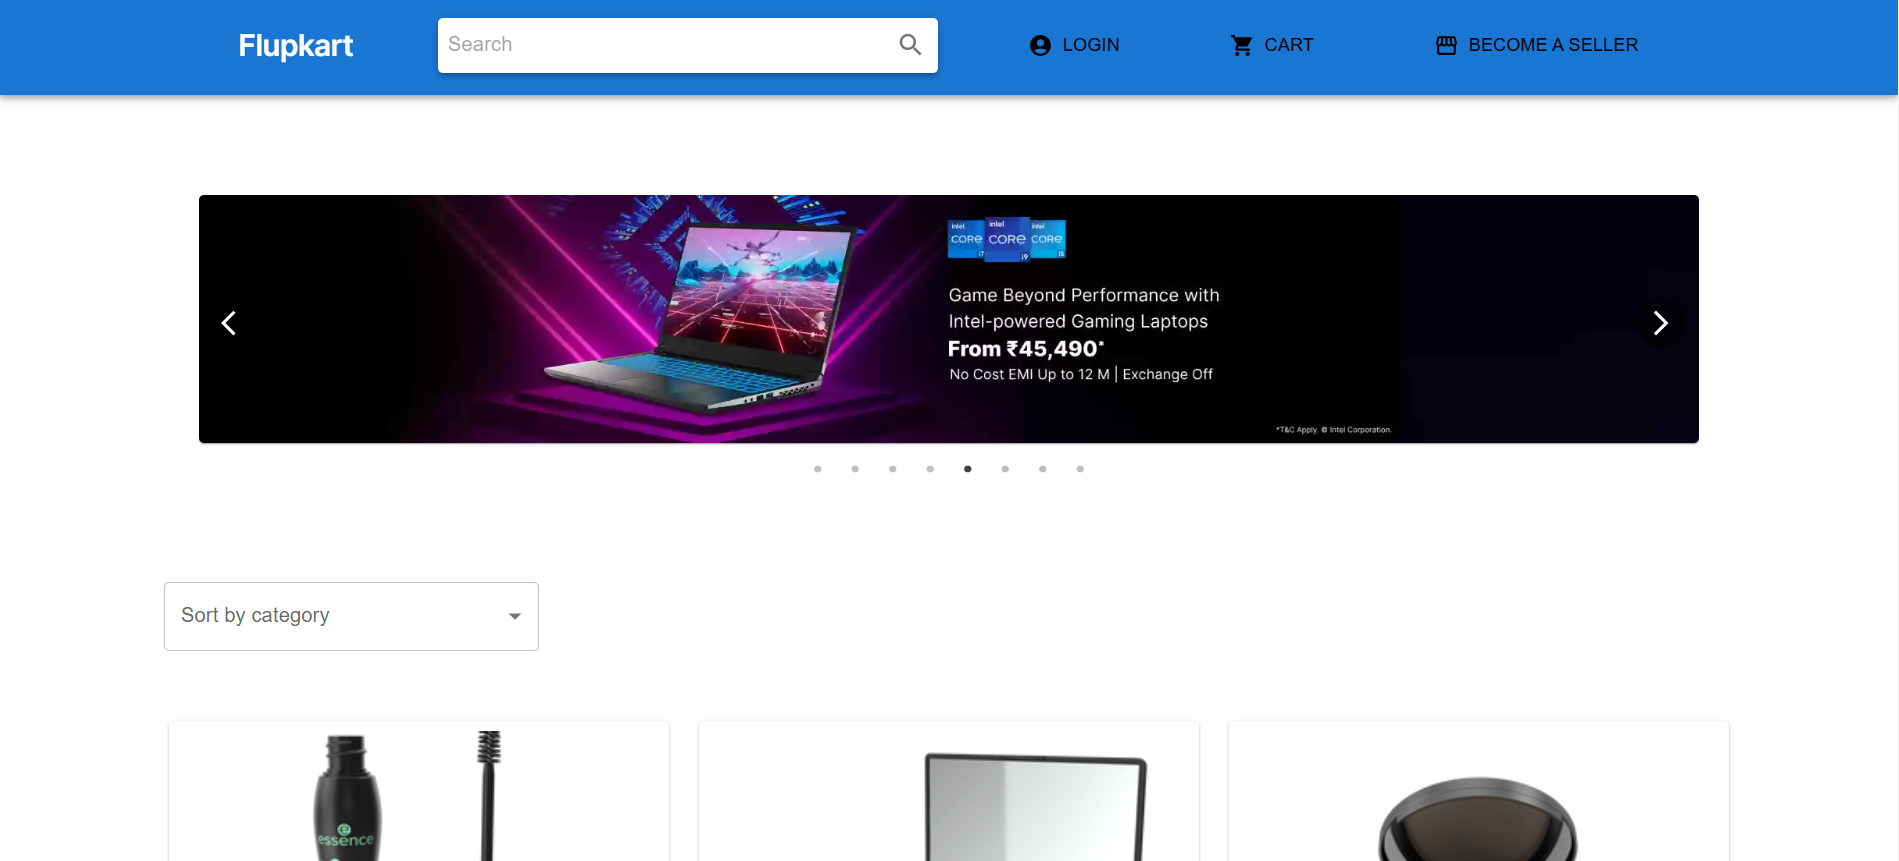 Flupkart
Search
LOGIN
CART
BECOME A SELLER
intel CORE i7
intel CORE i9
intel CORE i5
Game Beyond Performance with
Intel-powered Gaming Laptops
From ₹45,490*
No Cost EMI Up to 12 M | Exchange Off
*T&C Apply. © Intel Corporation.
Sort by category
e
essence